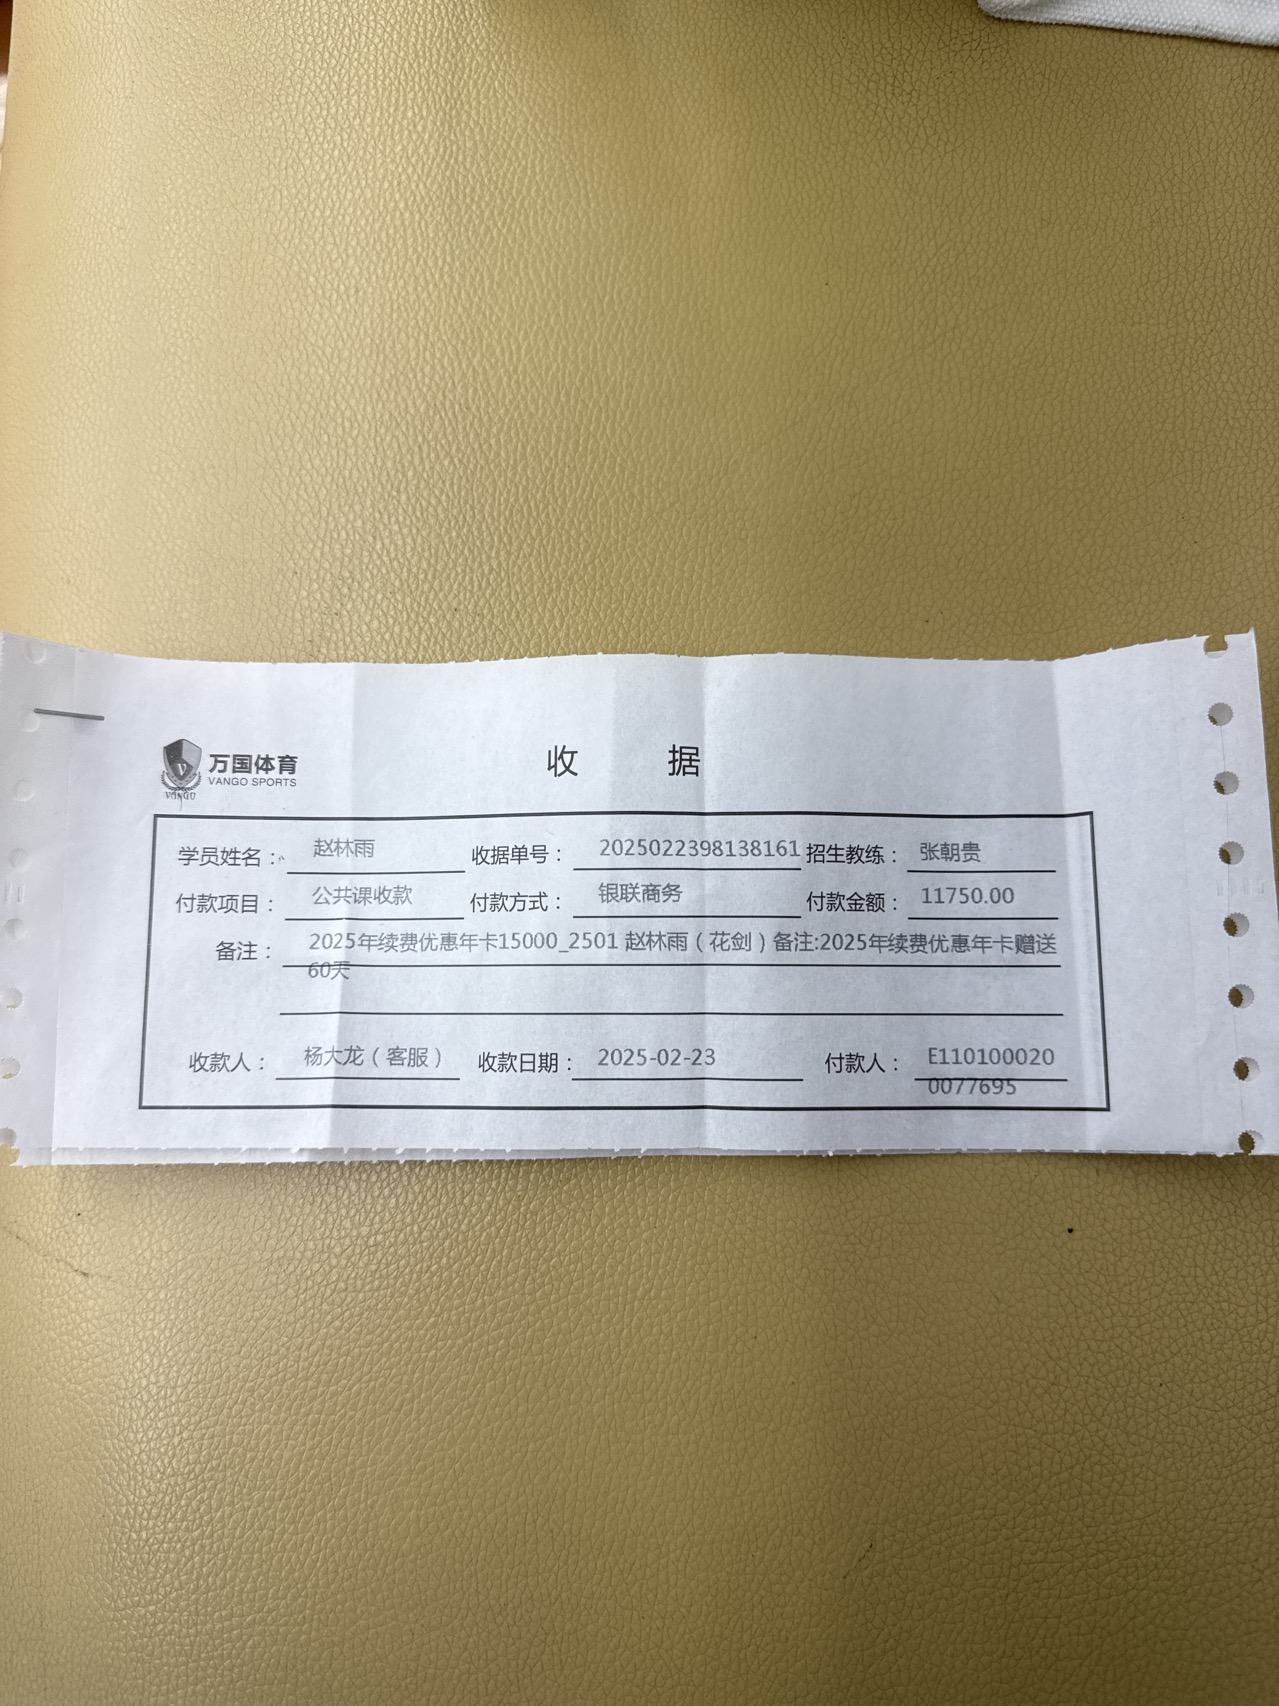 万国体育
VANGO SPORTS
VANGO
收 据
学员姓名： 赵林雨 收据单号： 2025022398138161 招生教练： 张朝贵
付款项目： 公共课收款 付款方式： 银联商务 付款金额： 11750.00
备注： 2025年续费优惠年卡15000_2501 赵林雨（花剑）备注:2025年续费优惠年卡赠送
60天
收款人： 杨大龙（客服） 收款日期： 2025-02-23 付款人： E110100020
0077695